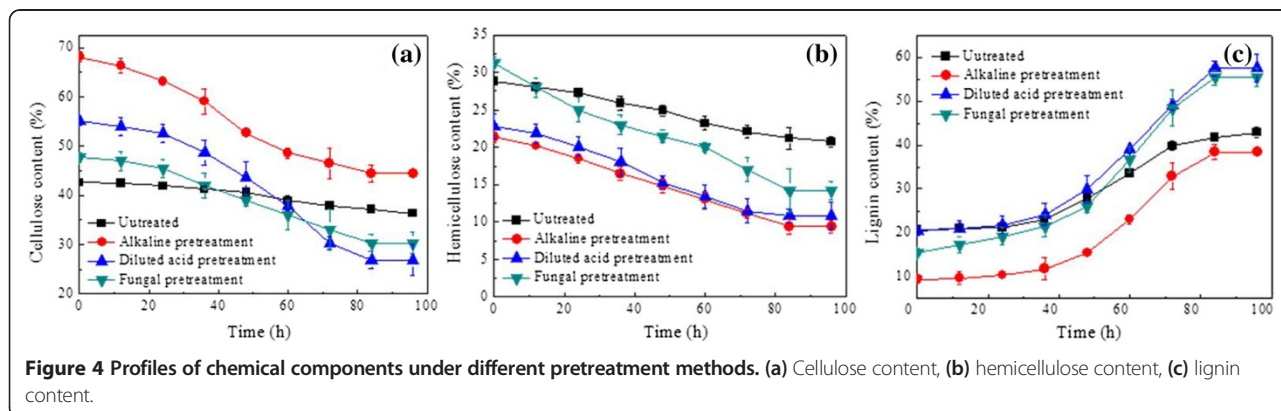 (a)
70
60
50
40
30
20
Cellulose content (%)
Uutreated
Alkaline pretreatment
Diluted acid pretreatment
Fungal pretreatment
0 20 40 60 80 100
Time (h)
(b)
35
30
25
20
15
10
5
0
Hemicellulose content (%)
Uutreated
Alkaline pretreatment
Diluted acid pretreatment
Fungal pretreatment
0 20 40 60 80 100
Time (h)
(c)
60
50
40
30
20
10
0
Lignin content (%)
Uutreated
Alkaline pretreatment
Diluted acid pretreatment
Fungal pretreatment
0 20 40 60 80 100
Time (h)
Figure 4 Profiles of chemical components under different pretreatment methods. (a) Cellulose content, (b) hemicellulose content, (c) lignin
content.